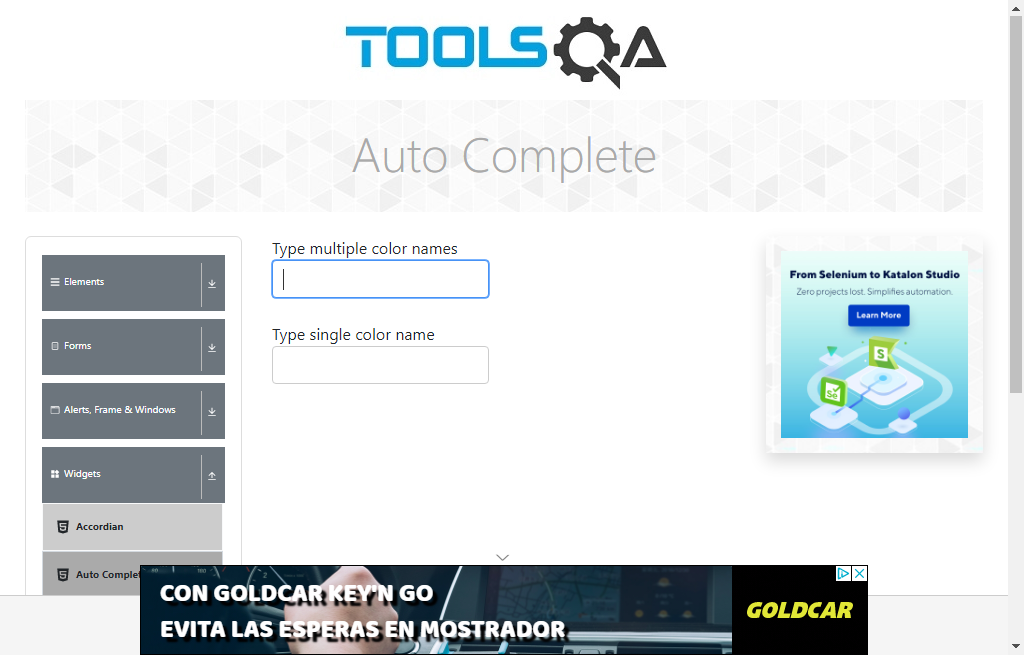 TOOLSQA
Auto Complete
Type multiple color names
Type single color name
Elements
Forms
Alerts, Frame & Windows
Widgets
Accordian
Auto Complet
From Selenium to Katalon Studio
Zero projects lost. Simplifies automation.
Learn More
S
Se
CON GOLDCAR KEY'N GO
EVITA LAS ESPERAS EN MOSTRADOR
GOLDCAR